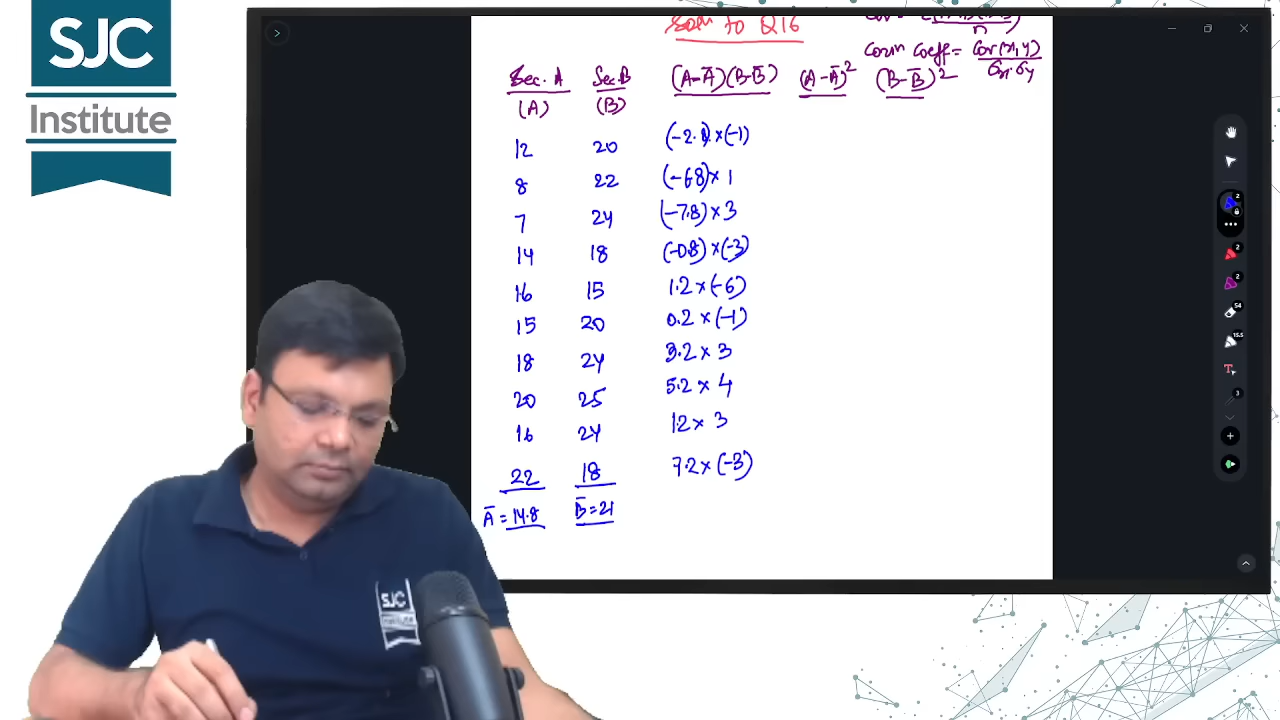 SJC
Institute
Soln to Q16
n
Corrn Coeff = Cov(x,y)
σx.σy
Sec. A Sec. B (A-Ā)(B-B̄) (A-Ā)² (B-B̄)²
(A) (B)
12 20 (-2.8)×(-1)
8 22 (-6.8)× 1
7 24 (-7.8)× 3
14 18 (-0.8)×(-3)
16 15 1.2×(-6)
15 20 0.2×(-1)
18 24 3.2× 3
20 25 5.2× 4
16 24 12× 3
22 18 7.2×(-3)
Ā = 14.8 B̄ = 21
SJC
Institute